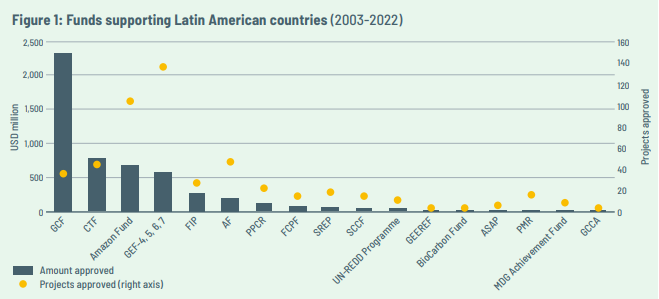 Figure 1: Funds supporting Latin American countries (2003-2022)
2,500
2,000
1,500
1,000
500
0
USD million
160
140
120
100
80
60
40
20
0
Projects approved
GCF
CTF
Amazon Fund
GEF-4, 5, 6, 7
FIP
AF
PPCR
FCPF
SREP
SCCF
UN-REDD Programme
GEEREF
BioCarbon Fund
ASAP
PMR
MDG Achievement Fund
GCCA
Amount approved
Projects approved (right axis)